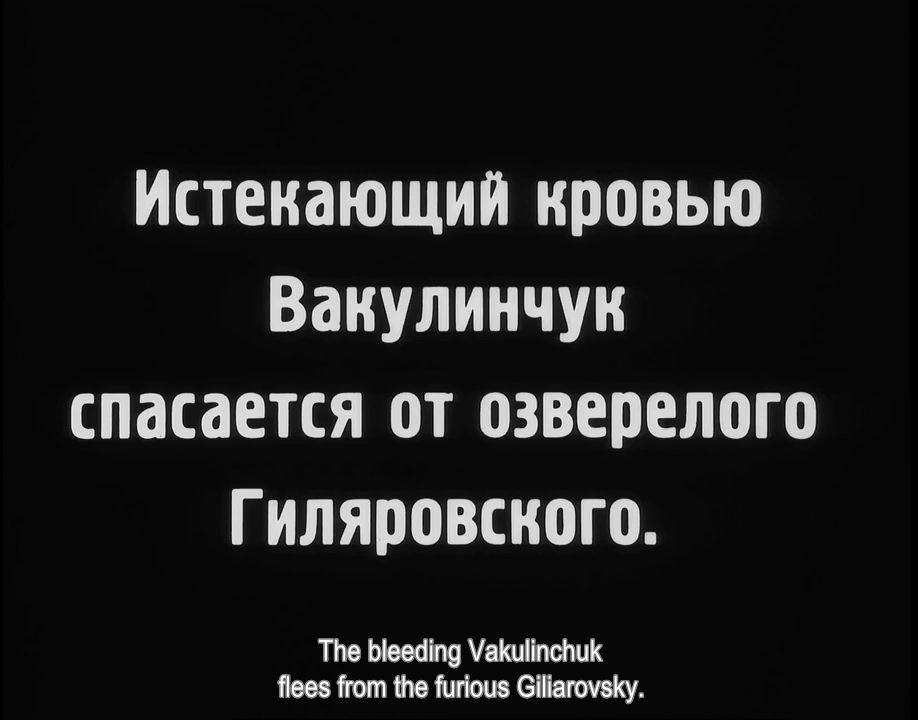 Истекающий кровью
Вакулинчук
спасается от озверелого
Гиляровского.
The bleeding Vakulinchuk
flees from the furious Giliarovsky.